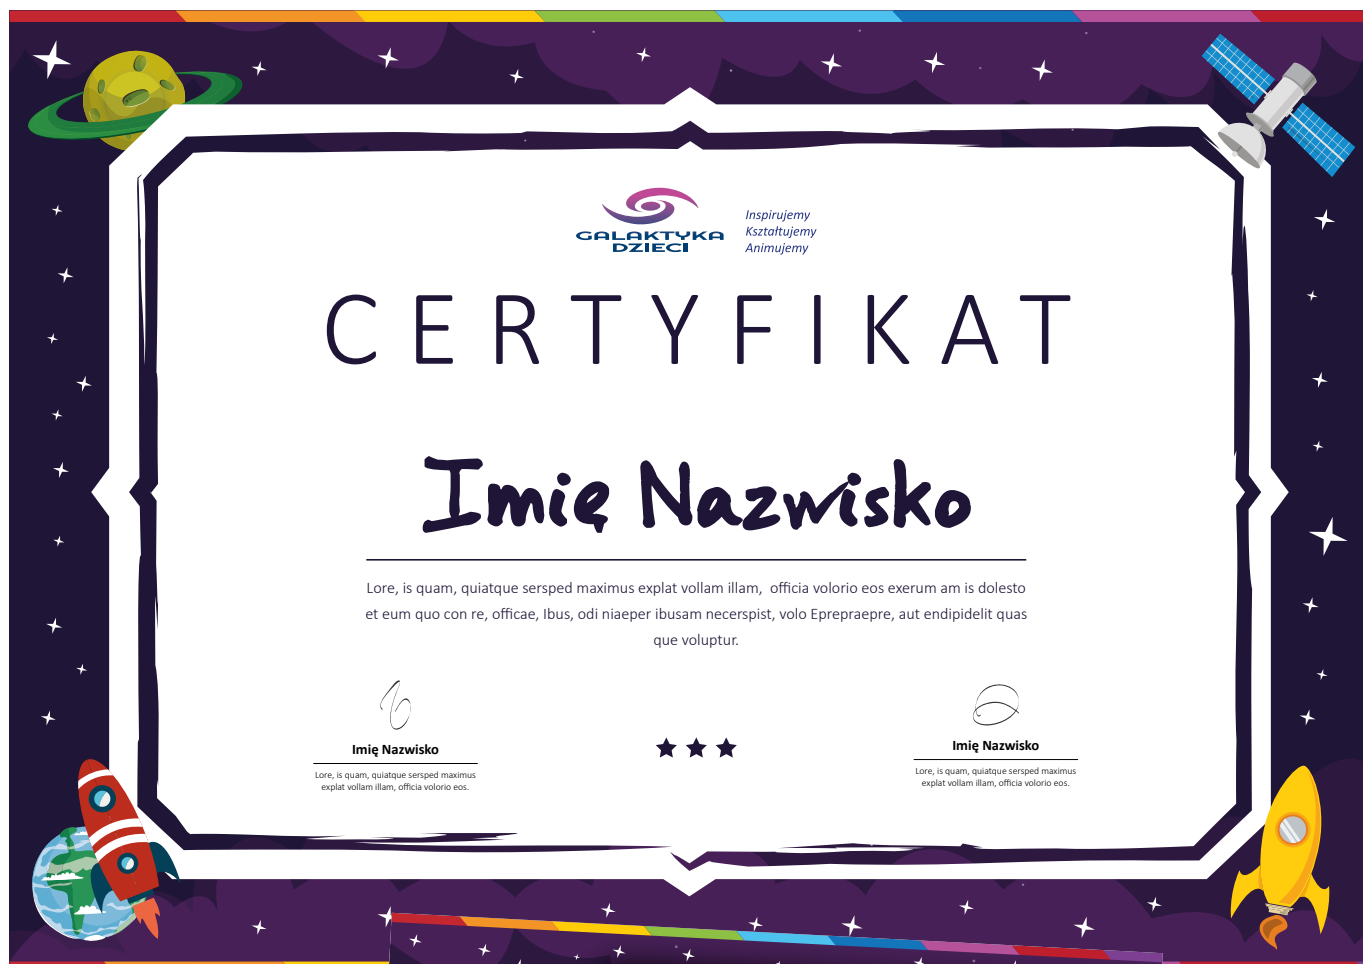 GALAKTYKA
DZIECI
Inspirujemy
Kształtujemy
Animujemy
CERTYFIKAT
Imię Nazwisko
Lore, is quam, quiatque sersped maximus explat vollam illam, officia volorio eos exerum am is dolesto
et eum quo con re, officae, Ibus, odi niaeper ibusam necerspist, volo Eprepraepre, aut endipidelit quas
que voluptur.
Imię Nazwisko
Lore, is quam, quiatque sersped maximus
explat vollam illam, officia volorio eos.
Imię Nazwisko
Lore, is quam, quiatque sersped maximus
explat vollam illam, officia volorio eos.